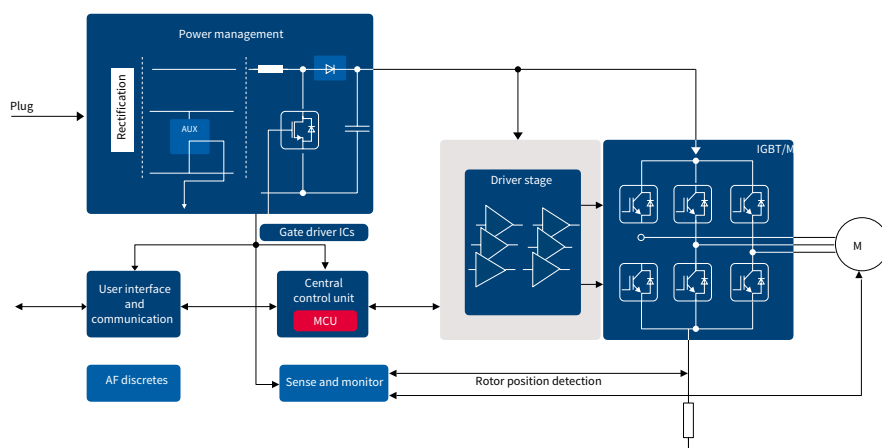 Power management
Plug
Rectification
AUX
IGBT/M
Driver stage
Gate driver ICs
M
User interface
and
communication
Central
control unit
MCU
AF discretes
Sense and monitor
Rotor position detection